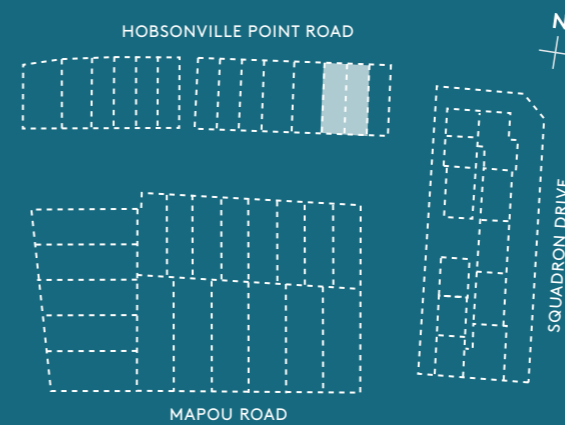 HOBSONVILLE POINT ROAD
N
SQUADRON DRIVE
MAPOU ROAD